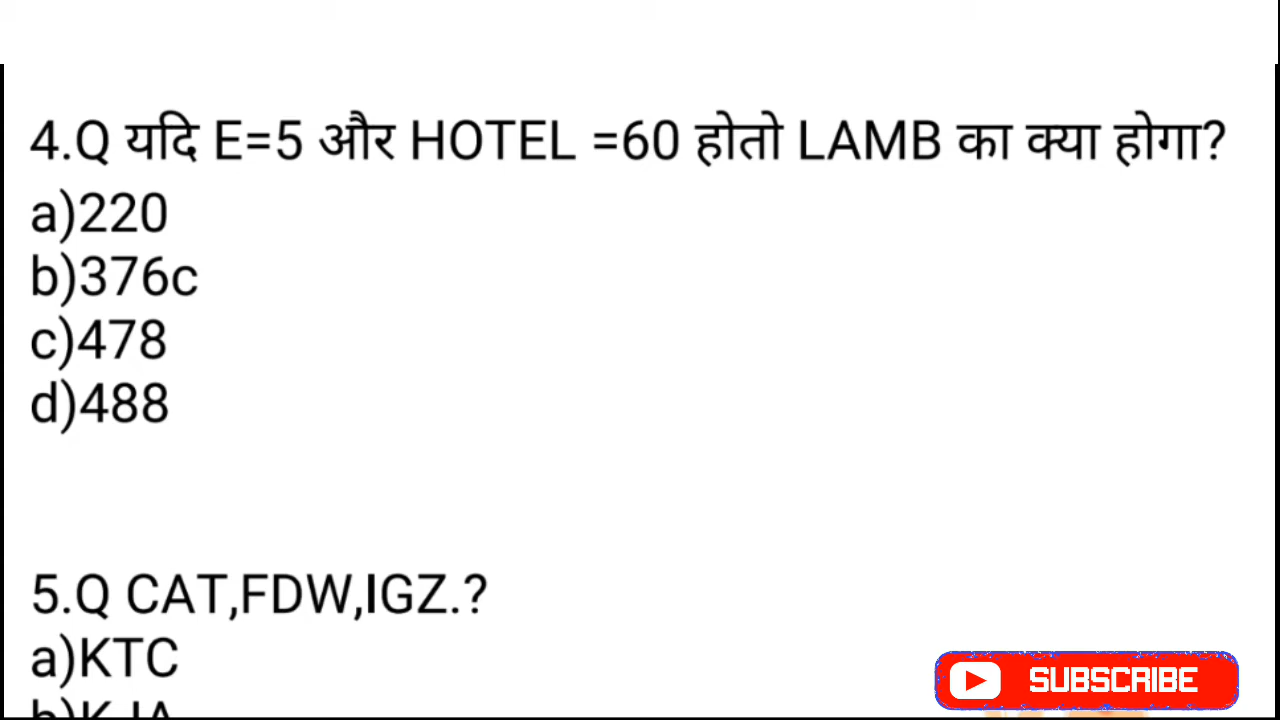 4.Q यदि E=5 और HOTEL =60 होतो LAMB का क्या होगा?
a)220
b)376c
c)478
d)488
5.Q CAT,FDW,IGZ.?
a)KTC
SUBSCRIBE